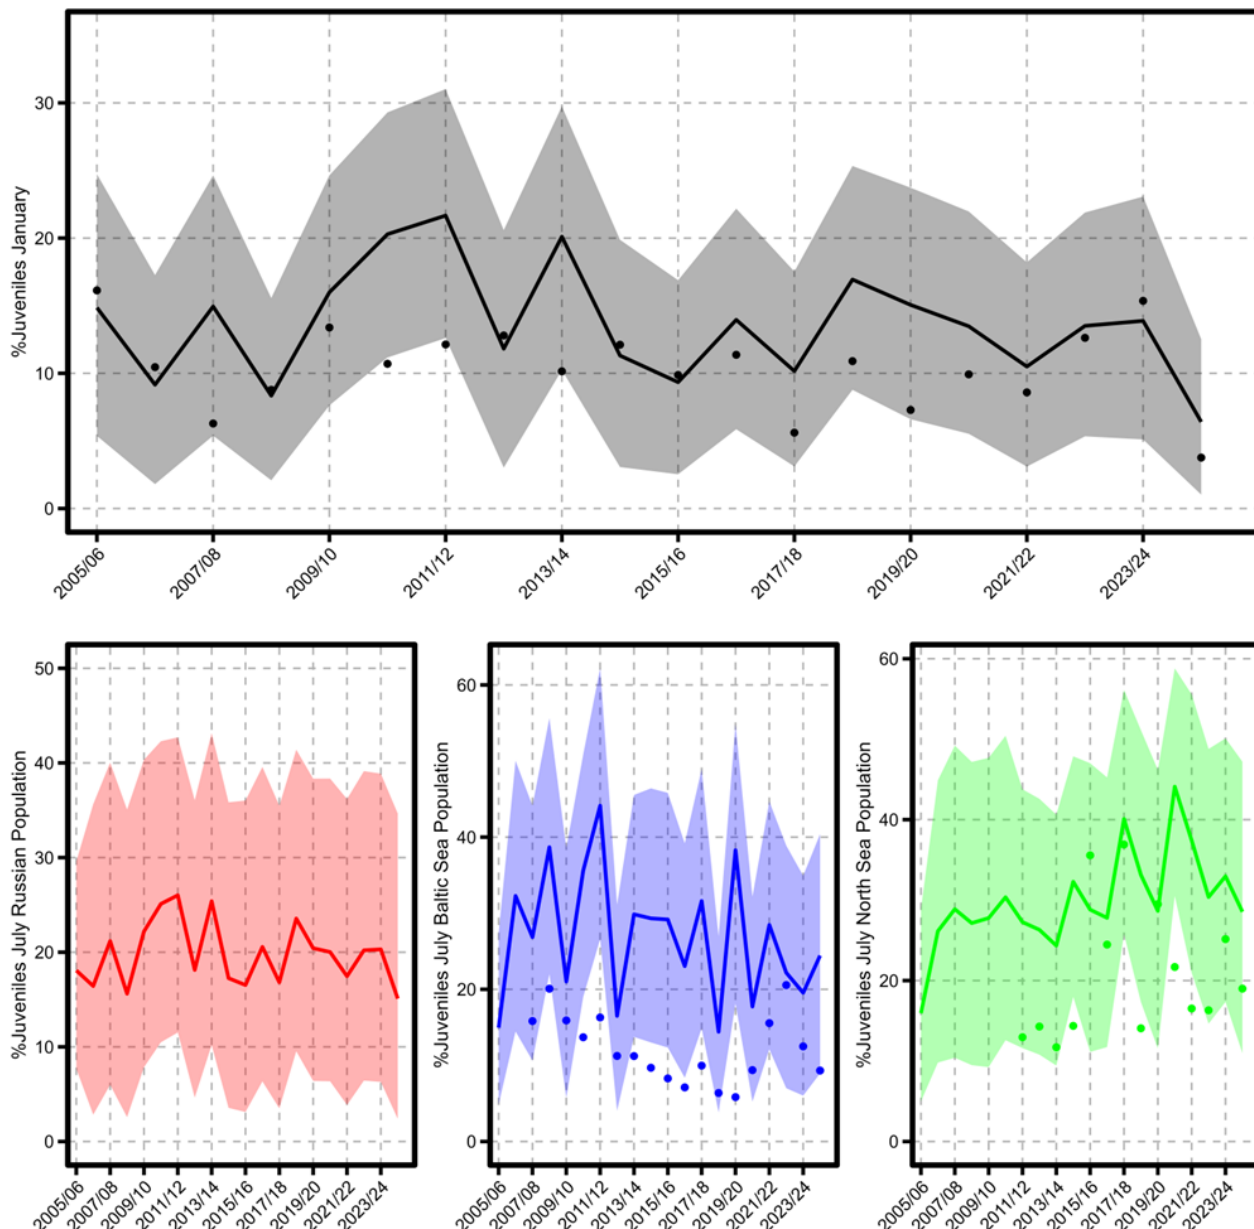 %Juveniles January
30
20
10
0
2005/06 2007/08 2009/10 2011/12 2013/14 2015/16 2017/18 2019/20 2021/22 2023/24
%Juveniles July Russian Population
50
40
30
20
10
0
2005/06 2007/08 2009/10 2011/12 2013/14 2015/16 2017/18 2019/20 2021/22 2023/24
%Juveniles July Baltic Sea Population
60
40
20
0
2005/06 2007/08 2009/10 2011/12 2013/14 2015/16 2017/18 2019/20 2021/22 2023/24
%Juveniles July North Sea Population
60
40
20
0
2005/06 2007/08 2009/10 2011/12 2013/14 2015/16 2017/18 2019/20 2021/22 2023/24